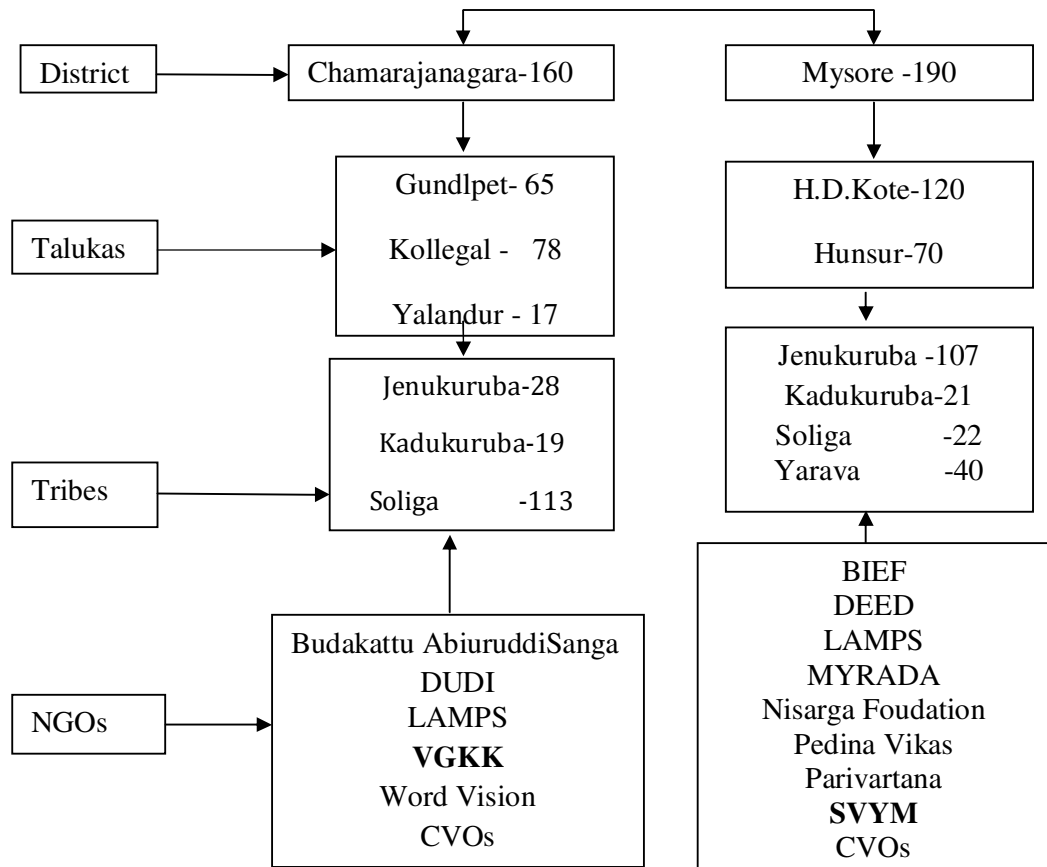 District
Chamarajanagara-160
Mysore -190
Talukas
Gundlpet- 65
Kollegal - 78
Yalandur - 17
H.D.Kote-120
Hunsur-70
Tribes
Jenukuruba-28
Kadukuruba-19
Soliga -113
Jenukuruba -107
Kadukuruba-21
Soliga -22
Yarava -40
NGOs
Budakattu AbiuruddiSanga
DUDI
LAMPS
VGKK
Word Vision
CVOs
BIEF
DEED
LAMPS
MYRADA
Nisarga Foudation
Pedina Vikas
Parivartana
SVYM
CVOs